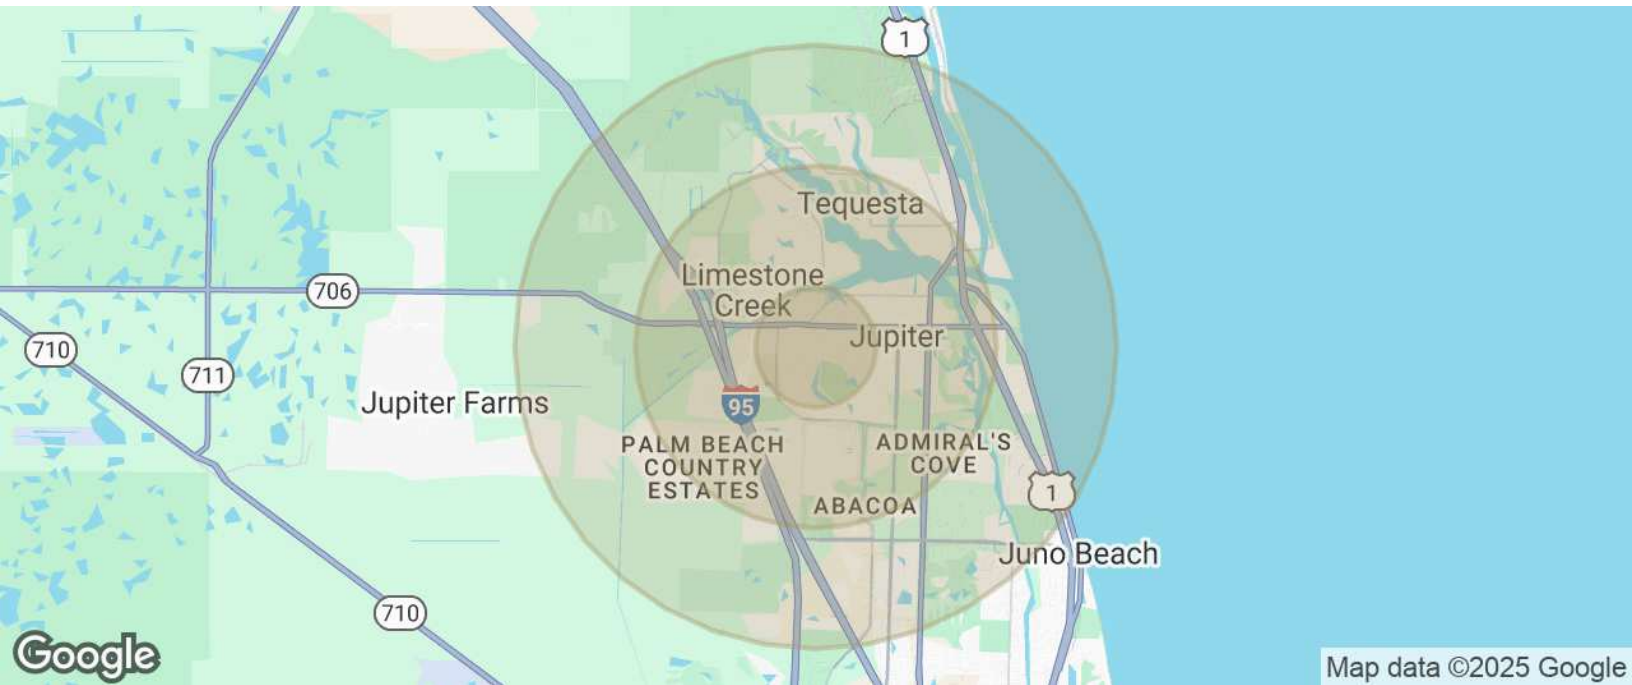 1
Tequesta
Limestone
Creek
706
Jupiter
710
711
Jupiter Farms
95
PALM BEACH
COUNTRY
ESTATES
ADMIRAL'S
COVE
1
ABACOA
Juno Beach
710
Google
Map data ©2025 Google